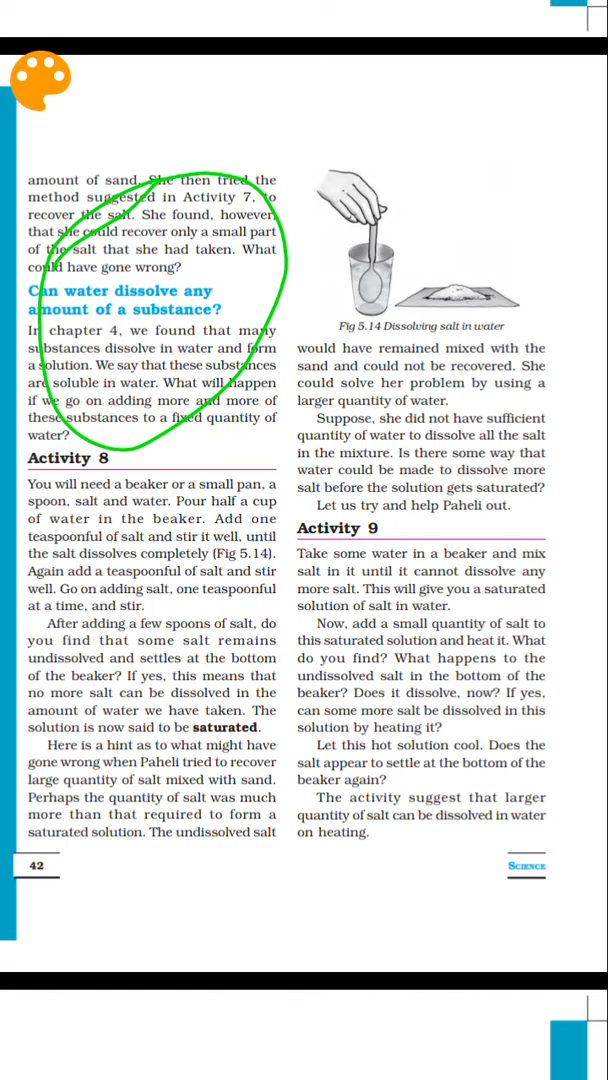 amount of sand. She then tried the
method suggested in Activity 7, to
recover the salt. She found, however,
that she could recover only a small part
of the salt that she had taken. What
could have gone wrong?
Can water dissolve any
amount of a substance?
In chapter 4, we found that many
substances dissolve in water and form
a solution. We say that these substances
are soluble in water. What will happen
if we go on adding more and more of
these substances to a fixed quantity of
water?
Activity 8
You will need a beaker or a small pan, a
spoon, salt and water. Pour half a cup
of water in the beaker. Add one
teaspoonful of salt and stir it well, until
the salt dissolves completely (Fig 5.14).
Again add a teaspoonful of salt and stir
well. Go on adding salt, one teaspoonful
at a time, and stir.
After adding a few spoons of salt, do
you find that some salt remains
undissolved and settles at the bottom
of the beaker? If yes, this means that
no more salt can be dissolved in the
amount of water we have taken. The
solution is now said to be saturated.
Here is a hint as to what might have
gone wrong when Paheli tried to recover
large quantity of salt mixed with sand.
Perhaps the quantity of salt was much
more than that required to form a
saturated solution. The undissolved salt
Fig 5.14 Dissolving salt in water
would have remained mixed with the
sand and could not be recovered. She
could solve her problem by using a
larger quantity of water.
Suppose, she did not have sufficient
quantity of water to dissolve all the salt
in the mixture. Is there some way that
water could be made to dissolve more
salt before the solution gets saturated?
Let us try and help Paheli out.
Activity 9
Take some water in a beaker and mix
salt in it until it cannot dissolve any
more salt. This will give you a saturated
solution of salt in water.
Now, add a small quantity of salt to
this saturated solution and heat it. What
do you find? What happens to the
undissolved salt in the bottom of the
beaker? Does it dissolve, now? If yes,
can some more salt be dissolved in this
solution by heating it?
Let this hot solution cool. Does the
salt appear to settle at the bottom of the
beaker again?
The activity suggest that larger
quantity of salt can be dissolved in water
on heating.
42
SCIENCE